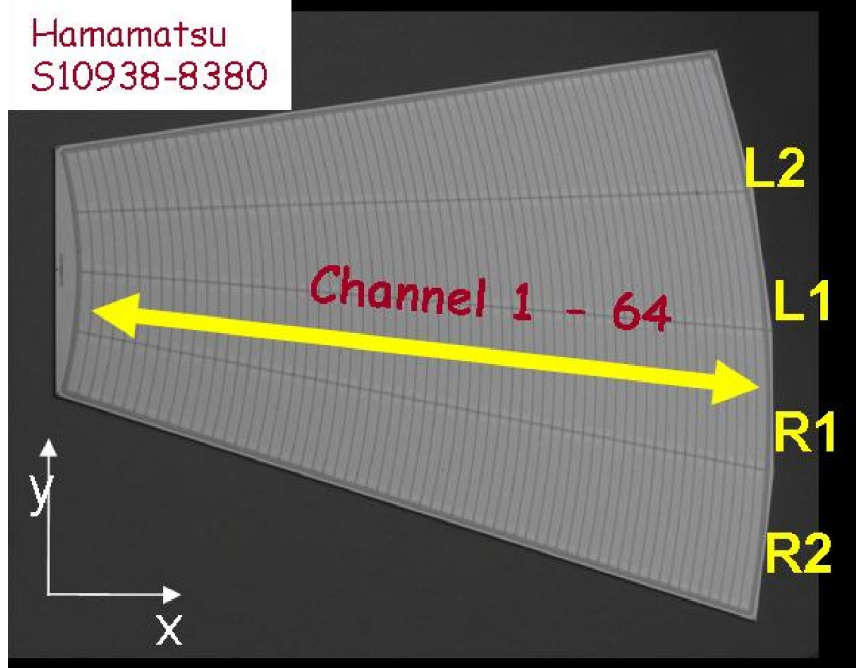 Hamamatsu
S10938-8380
L2
Channel 1 - 64
L1
R1
y
R2
x